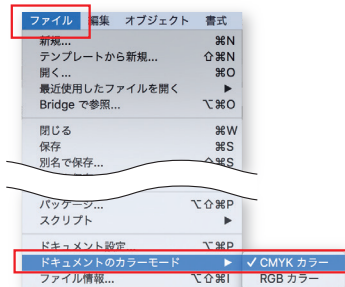 ファイル 編集 オブジェクト 書式
新規... ⌘N
テンプレートから新規... ⇧⌘N
開く... ⌘O
最近使用したファイルを開く ▶
Bridge で参照... ⌥⌘O
閉じる ⌘W
保存 ⌘S
別名で保存... ⇧⌘S
パッケージ... ⌥⇧⌘P
スクリプト ▶
ドキュメント設定... ⌥⌘P
ドキュメントのカラーモード ▶ ✓ CMYK カラー
ファイル情報... ⌥⇧⌘I RGB カラー